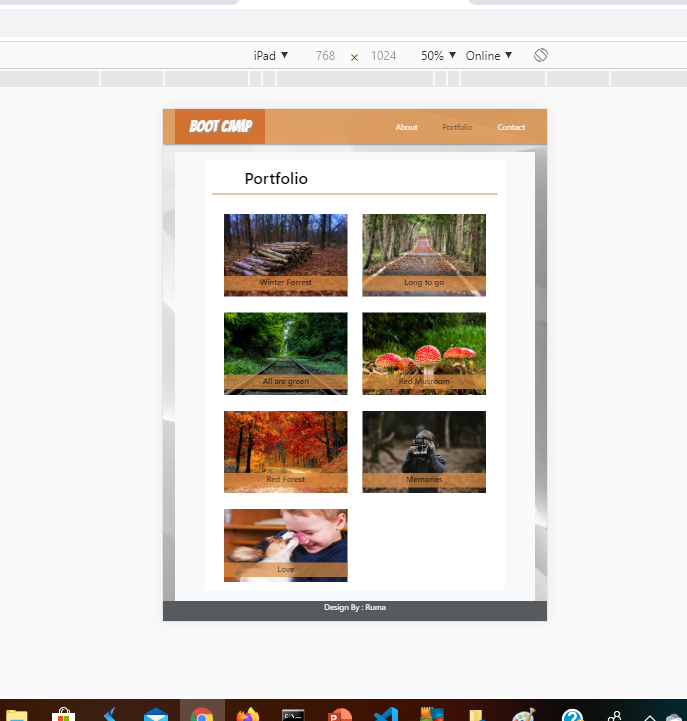 iPad ▼ 768 × 1024 50% ▼ Online ▼
BOOT CAMP About Portfolio Contact
Portfolio
Winter Forrest Long to go
All are green Red Musroom
Red Forest Memories
Love
Design By : Ruma